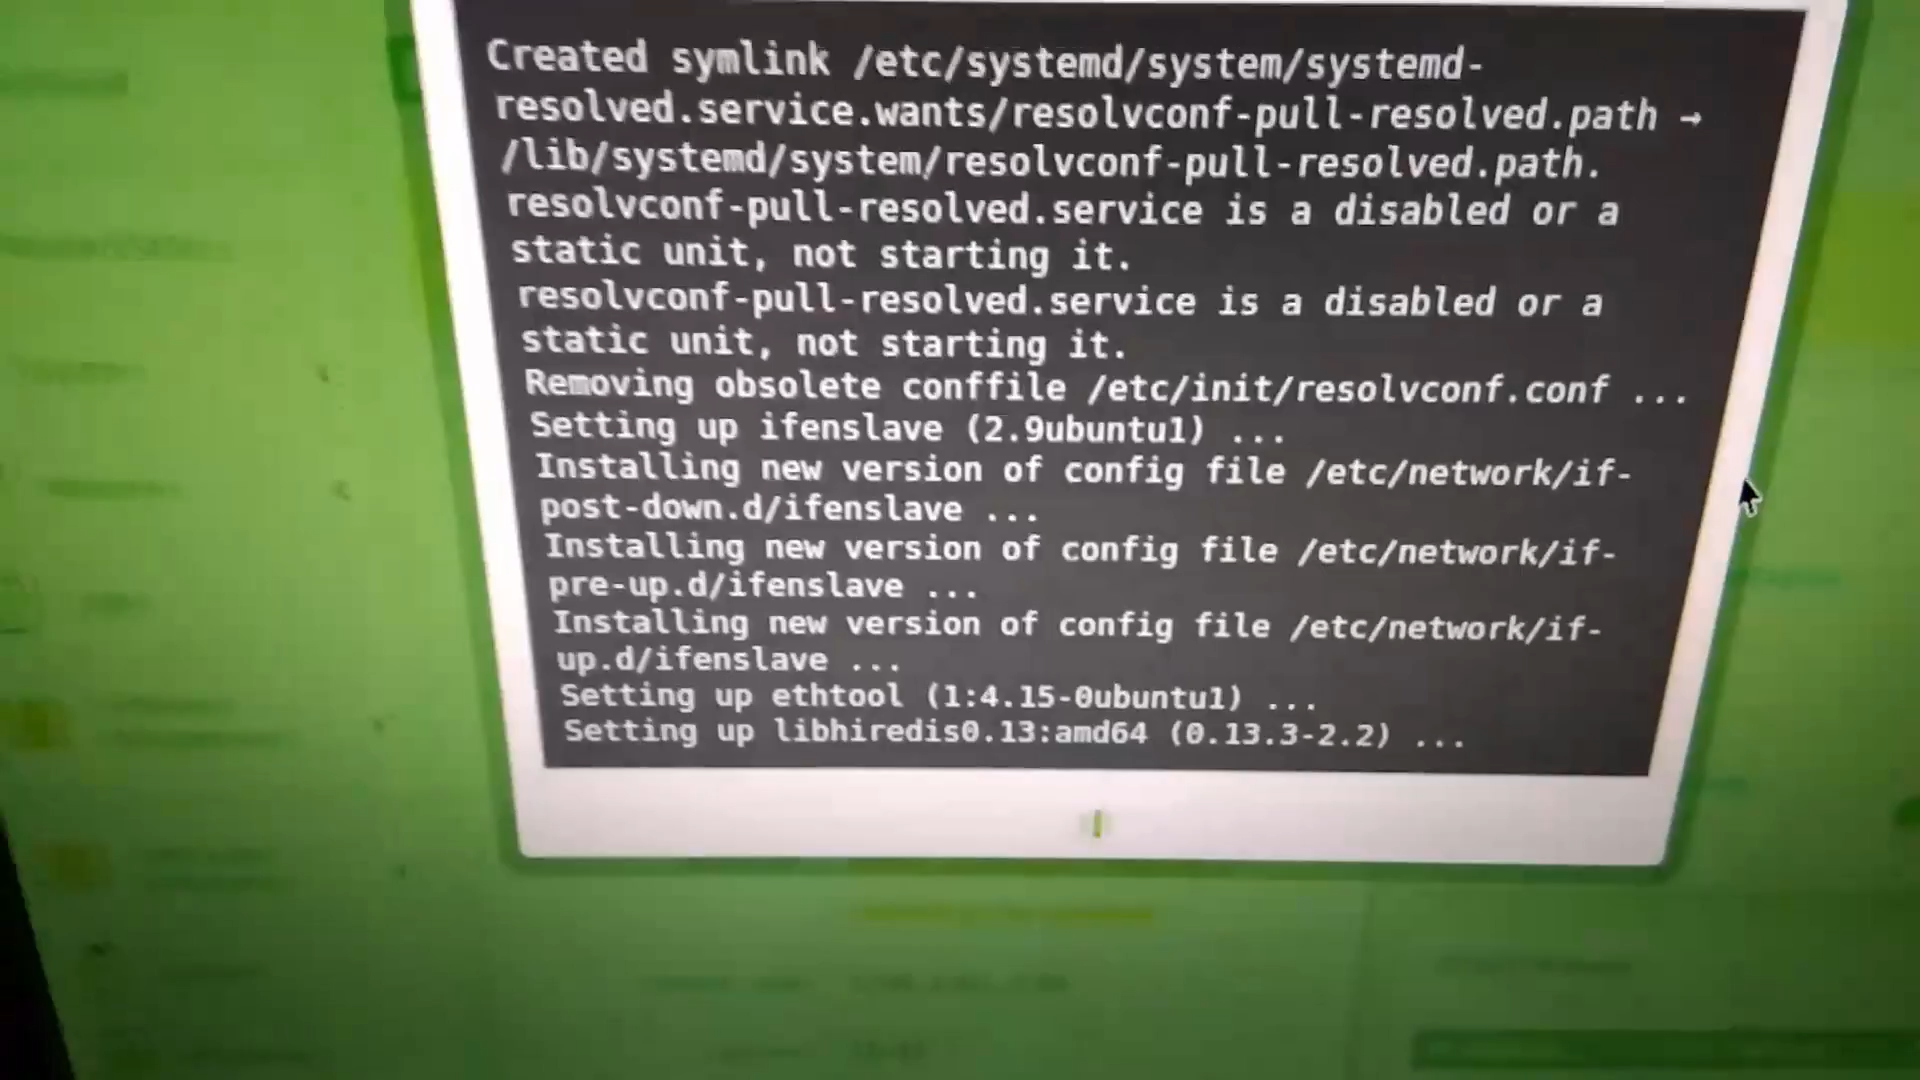 Created symlink /etc/systemd/system/systemd-
resolved.service.wants/resolvconf-pull-resolved.path →
/lib/systemd/system/resolvconf-pull-resolved.path.
resolvconf-pull-resolved.service is a disabled or a
static unit, not starting it.
resolvconf-pull-resolved.service is a disabled or a
static unit, not starting it.
Removing obsolete conffile /etc/init/resolvconf.conf ...
Setting up ifenslave (2.9ubuntu1) ...
Installing new version of config file /etc/network/if-
post-down.d/ifenslave ...
Installing new version of config file /etc/network/if-
pre-up.d/ifenslave ...
Installing new version of config file /etc/network/if-
up.d/ifenslave ...
Setting up ethtool (1:4.15-0ubuntu1) ...
Setting up libhiredis0.13:amd64 (0.13.3-2.2) ...